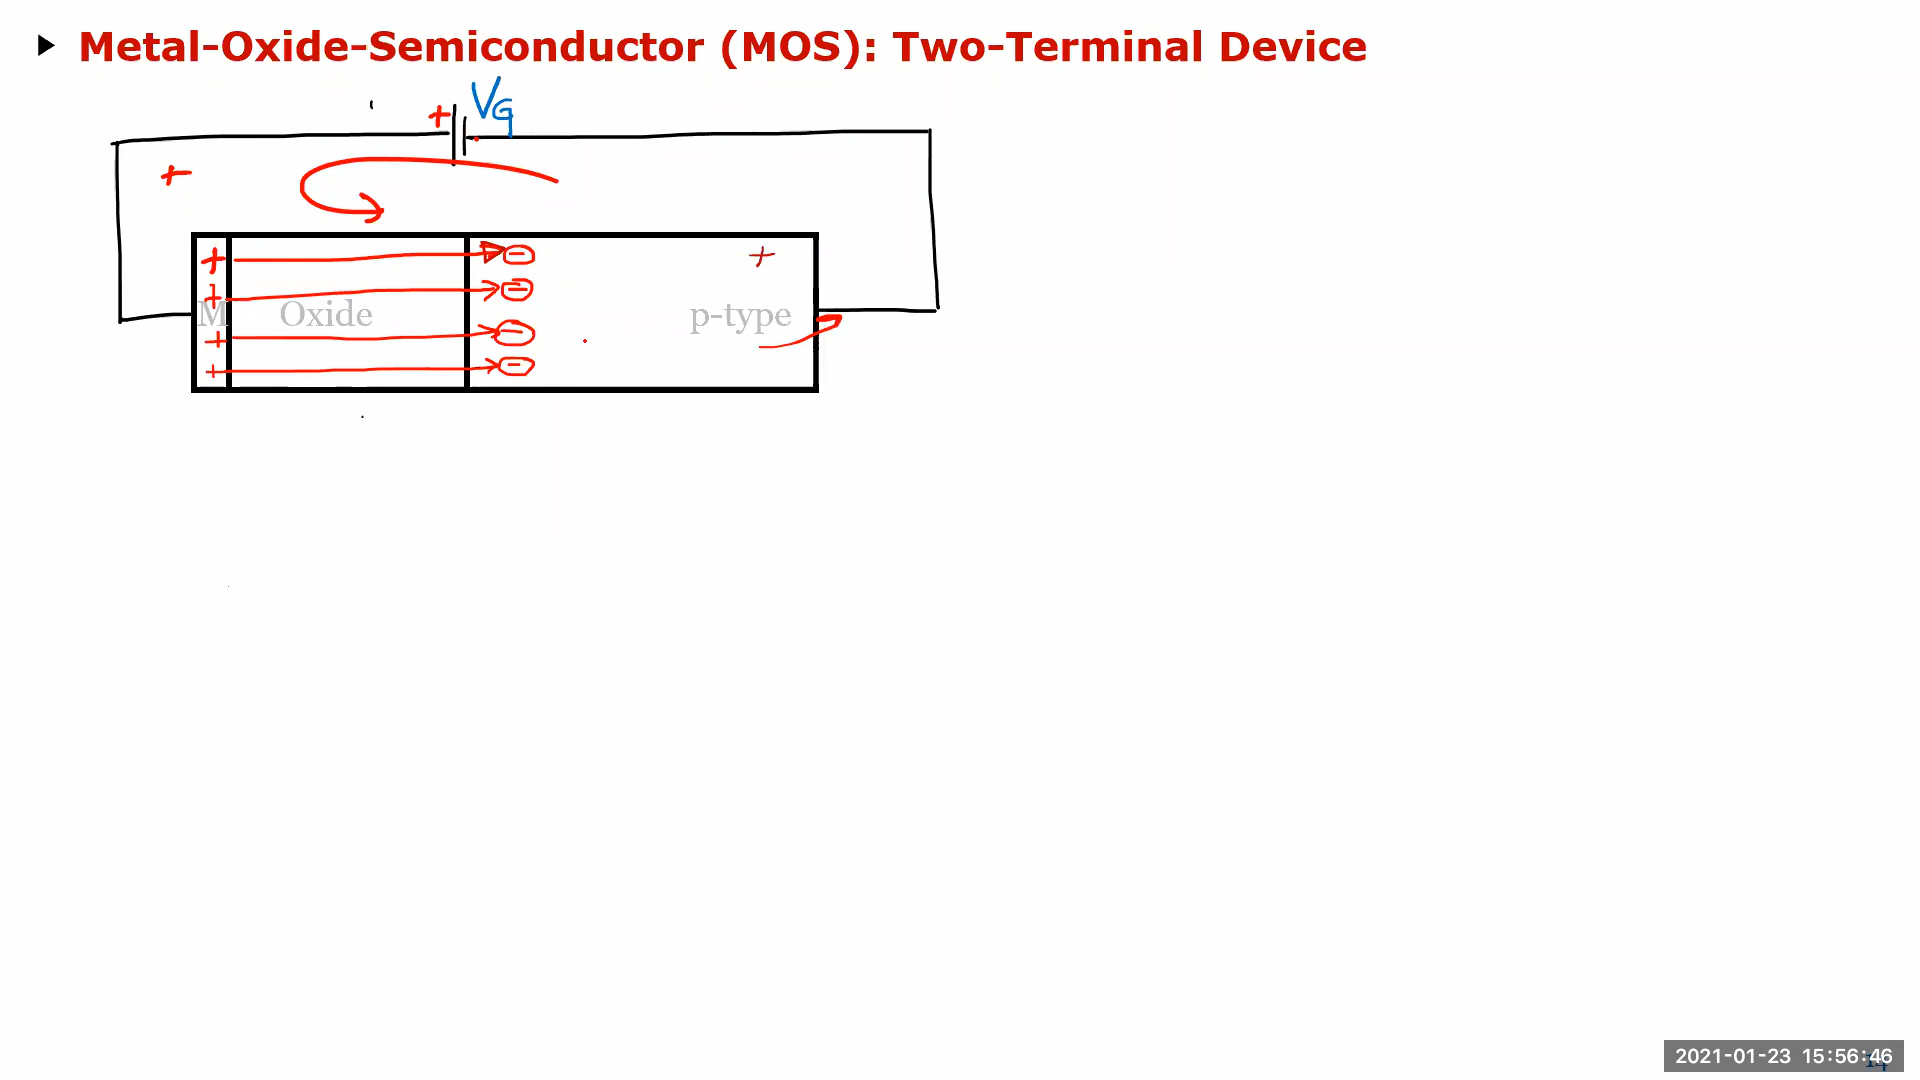 Metal-Oxide-Semiconductor (MOS): Two-Terminal Device
+ VG
+
+ − +
+ −
M Oxide p-type
+ −
+ −
2021-01-23 15:56:46